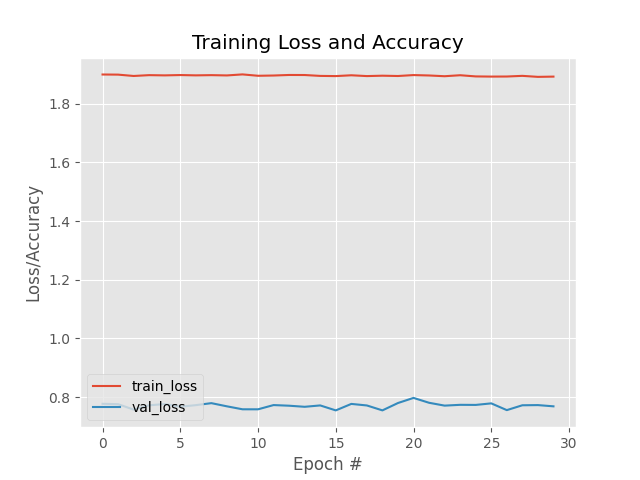 Training Loss and Accuracy
Loss/Accuracy
1.8
1.6
1.4
1.2
1.0
0.8
train_loss
val_loss
0 5 10 15 20 25 30
Epoch #